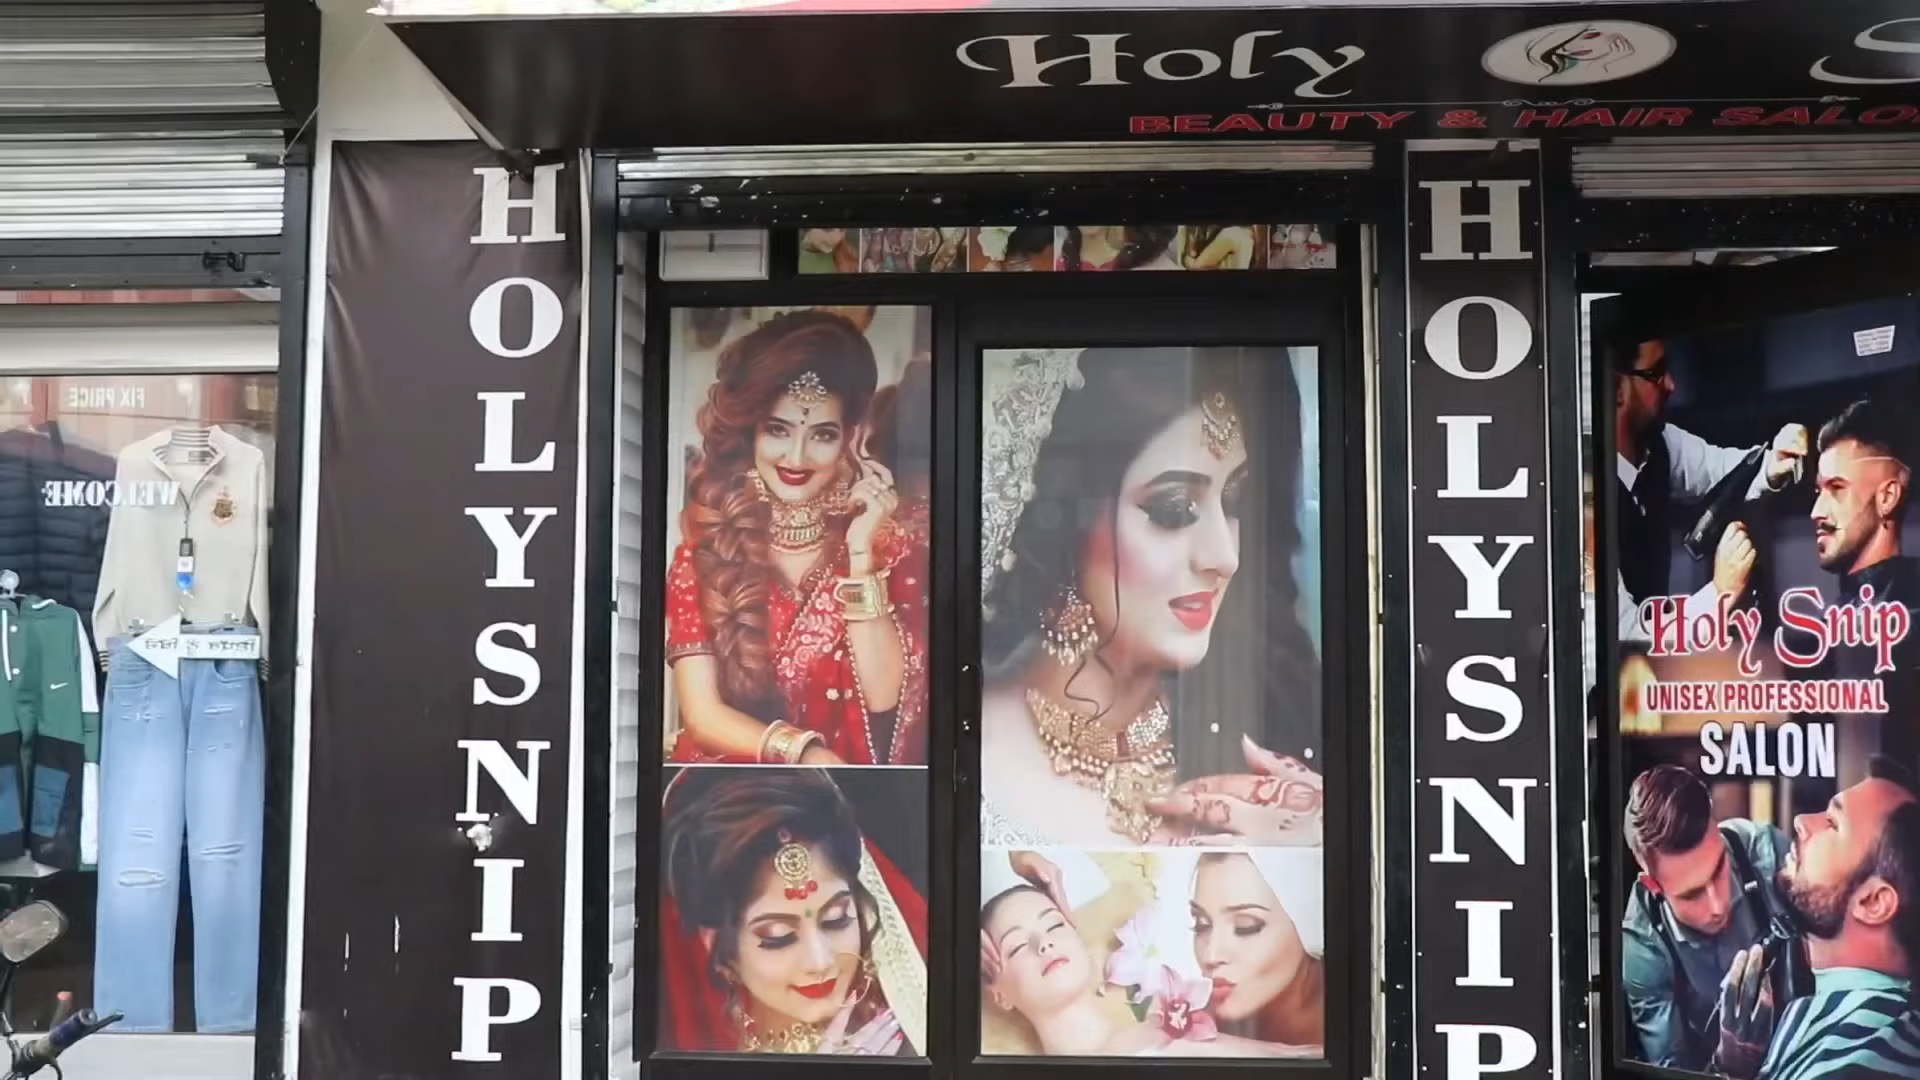 Holy S
BEAUTY & HAIR SALO
HOLYSNIP
HOLYSNIP
FIX PRICE
WELCOME
Holy Snip
UNISEX PROFESSIONAL
SALON